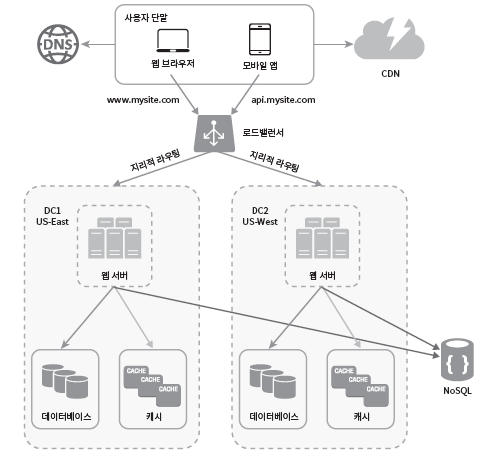 사용자 단말
DNS
웹 브라우저
모바일 앱
CDN
www.mysite.com
api.mysite.com
로드밸런서
지리적 라우팅
지리적 라우팅
DC1
US-East
DC2
US-West
웹 서버
웹 서버
CACHE
CACHE
CACHE
CACHE
CACHE
CACHE
{ }
데이터베이스
캐시
데이터베이스
캐시
NoSQL